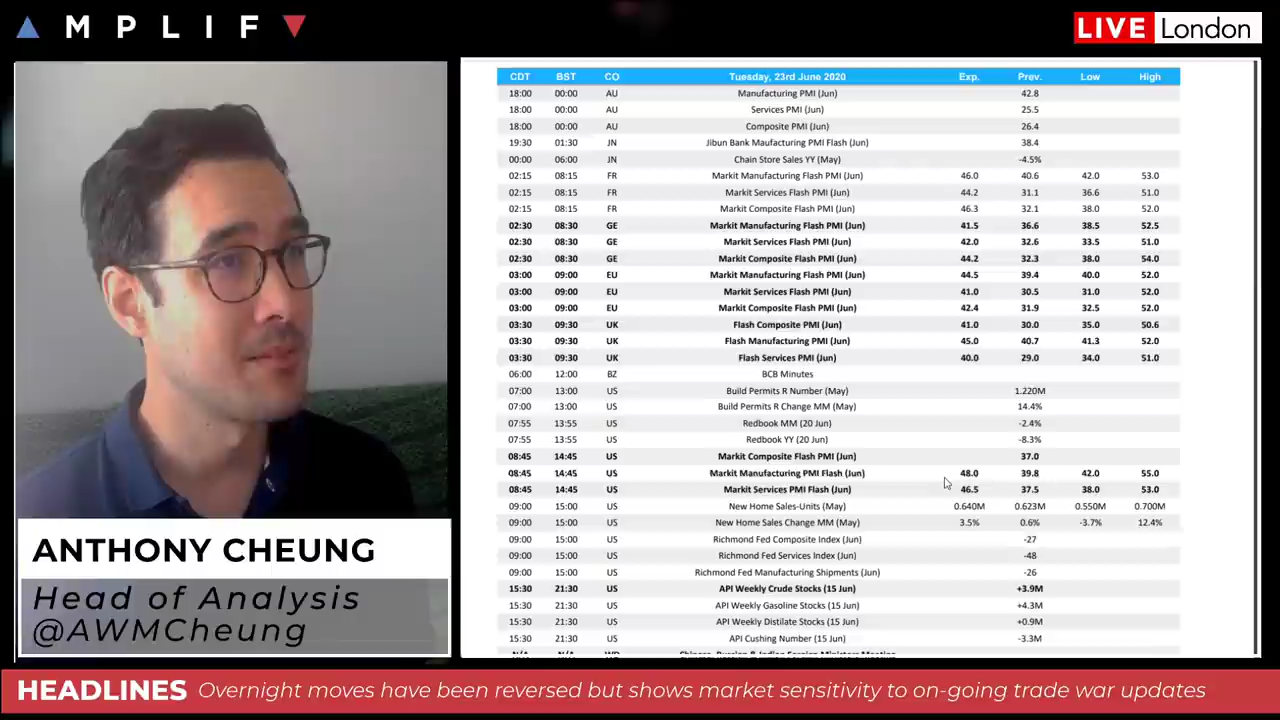 AMPLIFY
LIVE London
CDT BST CO Tuesday, 23rd June 2020 Exp. Prev. Low High
18:00 00:00 AU Manufacturing PMI (Jun) 42.8
18:00 00:00 AU Services PMI (Jun) 25.5
18:00 00:00 AU Composite PMI (Jun) 26.4
19:30 01:30 JN Jibun Bank Maufacturing PMI Flash (Jun) 38.4
00:00 06:00 JN Chain Store Sales YY (May) -4.5%
02:15 08:15 FR Markit Manufacturing Flash PMI (Jun) 46.0 40.6 42.0 53.0
02:15 08:15 FR Markit Services Flash PMI (Jun) 44.2 31.1 36.6 51.0
02:15 08:15 FR Markit Composite Flash PMI (Jun) 46.3 32.1 38.0 52.0
02:30 08:30 GE Markit Manufacturing Flash PMI (Jun) 41.5 36.6 38.5 52.5
02:30 08:30 GE Markit Services Flash PMI (Jun) 42.0 32.6 33.5 51.0
02:30 08:30 GE Markit Composite Flash PMI (Jun) 44.2 32.3 38.0 54.0
03:00 09:00 EU Markit Manufacturing Flash PMI (Jun) 44.5 39.4 40.0 52.0
03:00 09:00 EU Markit Services Flash PMI (Jun) 41.0 30.5 31.0 52.0
03:00 09:00 EU Markit Composite Flash PMI (Jun) 42.4 31.9 32.5 52.0
03:30 09:30 UK Flash Composite PMI (Jun) 41.0 30.0 35.0 50.6
03:30 09:30 UK Flash Manufacturing PMI (Jun) 45.0 40.7 41.3 52.0
03:30 09:30 UK Flash Services PMI (Jun) 40.0 29.0 34.0 51.0
06:00 12:00 BZ BCB Minutes
07:00 13:00 US Build Permits R Number (May) 1.220M
07:00 13:00 US Build Permits R Change MM (May) 14.4%
07:55 13:55 US Redbook MM (20 Jun) -2.4%
07:55 13:55 US Redbook YY (20 Jun) -8.3%
08:45 14:45 US Markit Composite Flash PMI (Jun) 37.0
08:45 14:45 US Markit Manufacturing PMI Flash (Jun) 48.0 39.8 42.0 55.0
08:45 14:45 US Markit Services PMI Flash (Jun) 46.5 37.5 38.0 53.0
09:00 15:00 US New Home Sales-Units (May) 0.640M 0.623M 0.550M 0.700M
09:00 15:00 US New Home Sales Change MM (May) 3.5% 0.6% -3.7% 12.4%
09:00 15:00 US Richmond Fed Composite Index (Jun) -27
09:00 15:00 US Richmond Fed Services Index (Jun) -48
09:00 15:00 US Richmond Fed Manufacturing Shipments (Jun) -26
15:30 21:30 US API Weekly Crude Stocks (15 Jun) +3.9M
15:30 21:30 US API Weekly Gasoline Stocks (15 Jun) +4.3M
15:30 21:30 US API Weekly Distilate Stocks (15 Jun) +0.9M
15:30 21:30 US API Cushing Number (15 Jun) -3.3M
N/A N/A WD Chinese, Russian & Indian Foreign Ministers Meeting
ANTHONY CHEUNG
Head of Analysis
@AWMCheung
HEADLINES Overnight moves have been reversed but shows market sensitivity to on-going trade war updates